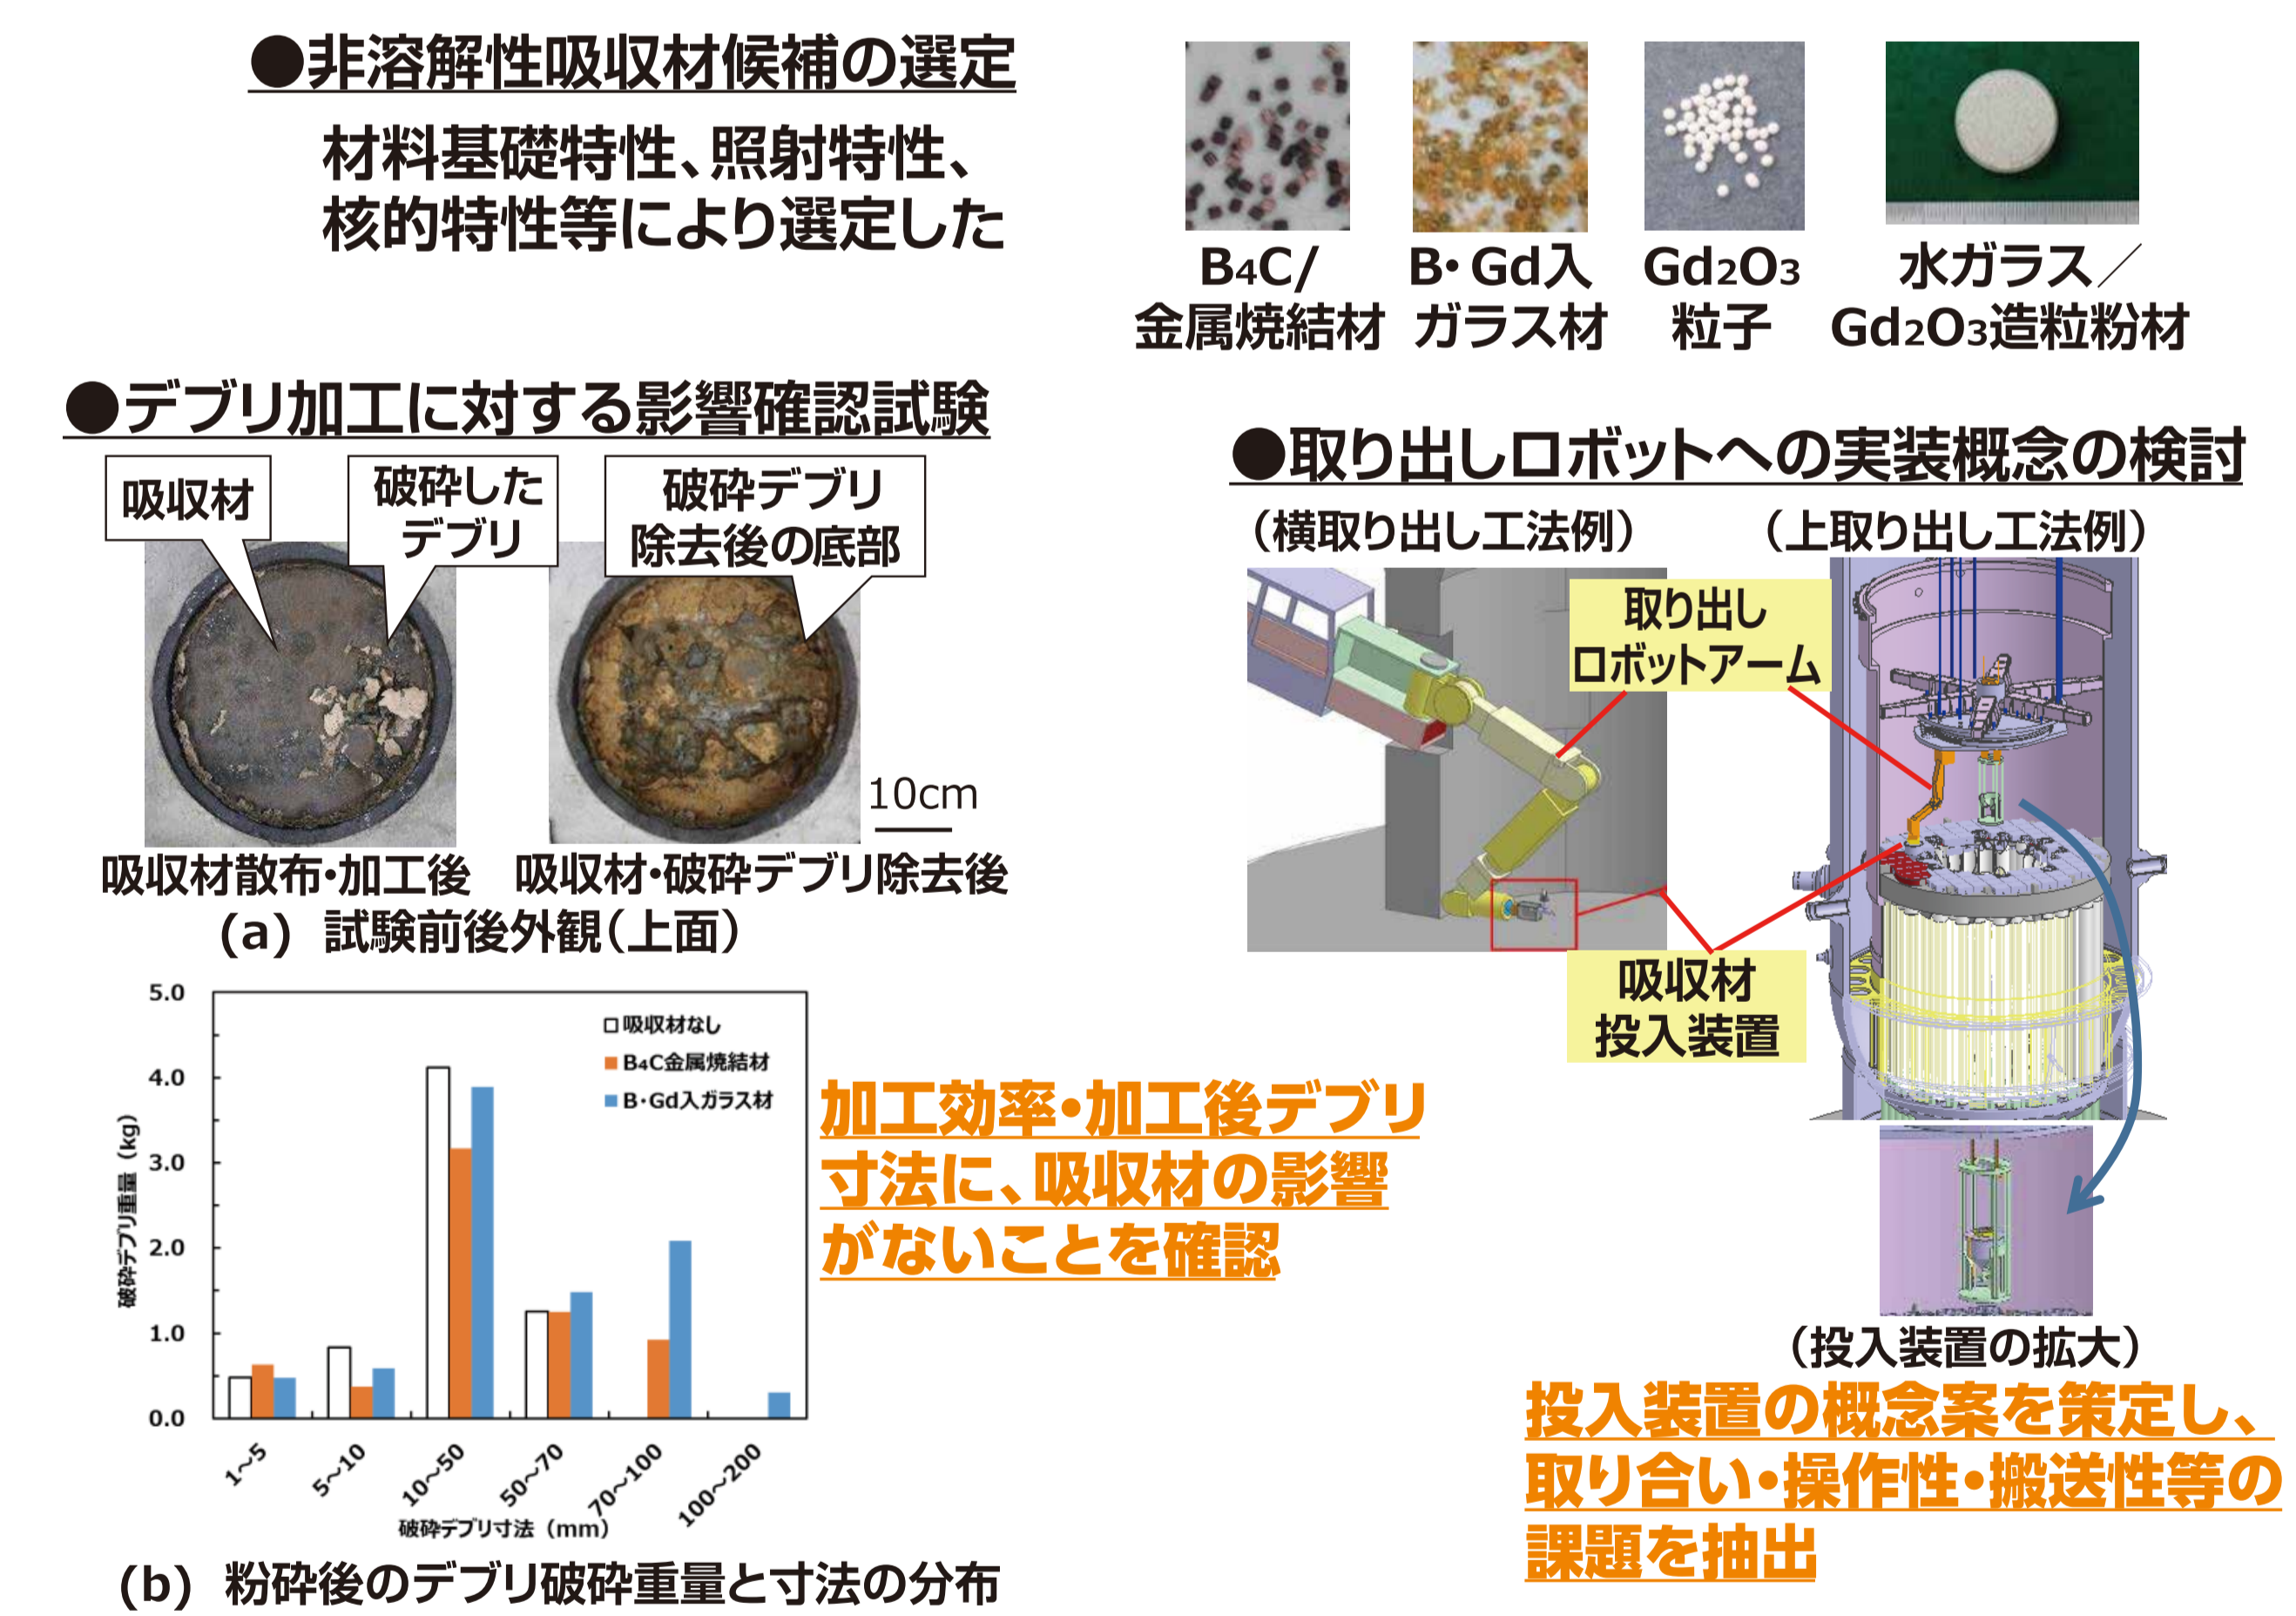 ●非溶解性吸収材候補の選定
材料基礎特性、照射特性、
核的特性等により選定した
B4C/
金属焼結材
B・Gd入
ガラス材
Gd2O3
粒子
水ガラス／
Gd2O3造粒粉材
●デブリ加工に対する影響確認試験
吸収材
破砕した
デブリ
破砕デブリ
除去後の底部
10cm
吸収材散布・加工後
吸収材・破砕デブリ除去後
(a) 試験前後外観（上面）
5.0
4.0
3.0
2.0
1.0
0.0
破砕デブリ重量（kg）
吸収材なし
B4C金属焼結材
B・Gd入ガラス材
1～5
5～10
10～50
50～70
70～100
100～200
破砕デブリ寸法（mm）
(b) 粉砕後のデブリ破砕重量と寸法の分布
加工効率・加工後デブリ
寸法に、吸収材の影響
がないことを確認
●取り出しロボットへの実装概念の検討
（横取り出し工法例）
（上取り出し工法例）
取り出し
ロボットアーム
吸収材
投入装置
（投入装置の拡大）
投入装置の概念案を策定し、
取り合い・操作性・搬送性等の
課題を抽出